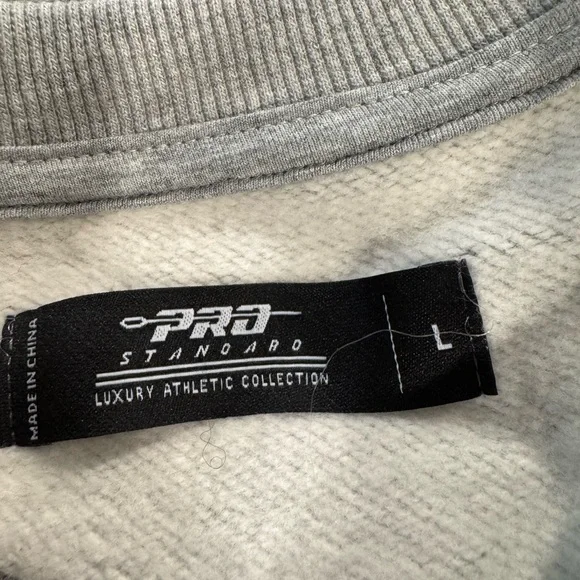 MADE IN CHINA
PRO
STANDARD
LUXURY ATHLETIC COLLECTION
L